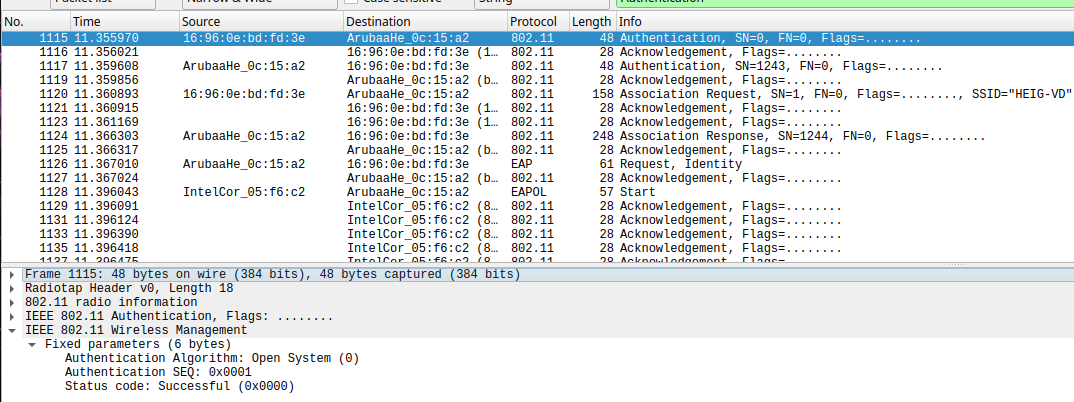 Packet list Narrow & Wide Case sensitive String Authentication
No. Time Source Destination Protocol Length Info
1115 11.355970 16:96:0e:bd:fd:3e ArubaaHe_0c:15:a2 802.11 48 Authentication, SN=0, FN=0, Flags=........
1116 11.356021 16:96:0e:bd:fd:3e (1… 802.11 28 Acknowledgement, Flags=........
1117 11.359608 ArubaaHe_0c:15:a2 16:96:0e:bd:fd:3e 802.11 48 Authentication, SN=1243, FN=0, Flags=........
1119 11.359856 ArubaaHe_0c:15:a2 (b… 802.11 28 Acknowledgement, Flags=........
1120 11.360893 16:96:0e:bd:fd:3e ArubaaHe_0c:15:a2 802.11 158 Association Request, SN=1, FN=0, Flags=........, SSID="HEIG-VD"
1121 11.360915 16:96:0e:bd:fd:3e (1… 802.11 28 Acknowledgement, Flags=........
1123 11.361169 16:96:0e:bd:fd:3e (1… 802.11 28 Acknowledgement, Flags=........
1124 11.366303 ArubaaHe_0c:15:a2 16:96:0e:bd:fd:3e 802.11 248 Association Response, SN=1244, FN=0, Flags=........
1125 11.366317 ArubaaHe_0c:15:a2 (b… 802.11 28 Acknowledgement, Flags=........
1126 11.367010 ArubaaHe_0c:15:a2 16:96:0e:bd:fd:3e EAP 61 Request, Identity
1127 11.367024 ArubaaHe_0c:15:a2 (b… 802.11 28 Acknowledgement, Flags=........
1128 11.396043 IntelCor_05:f6:c2 ArubaaHe_0c:15:a2 EAPOL 57 Start
1129 11.396091 IntelCor_05:f6:c2 (8… 802.11 28 Acknowledgement, Flags=........
1131 11.396124 IntelCor_05:f6:c2 (8… 802.11 28 Acknowledgement, Flags=........
1133 11.396390 IntelCor_05:f6:c2 (8… 802.11 28 Acknowledgement, Flags=........
1135 11.396418 IntelCor_05:f6:c2 (8… 802.11 28 Acknowledgement, Flags=........
1137 11.396475 IntelCor_05:f6:c2 (8… 802.11 28 Acknowledgement, Flags=........
Frame 1115: 48 bytes on wire (384 bits), 48 bytes captured (384 bits)
Radiotap Header v0, Length 18
802.11 radio information
IEEE 802.11 Authentication, Flags: ........
IEEE 802.11 Wireless Management
Fixed parameters (6 bytes)
Authentication Algorithm: Open System (0)
Authentication SEQ: 0x0001
Status code: Successful (0x0000)